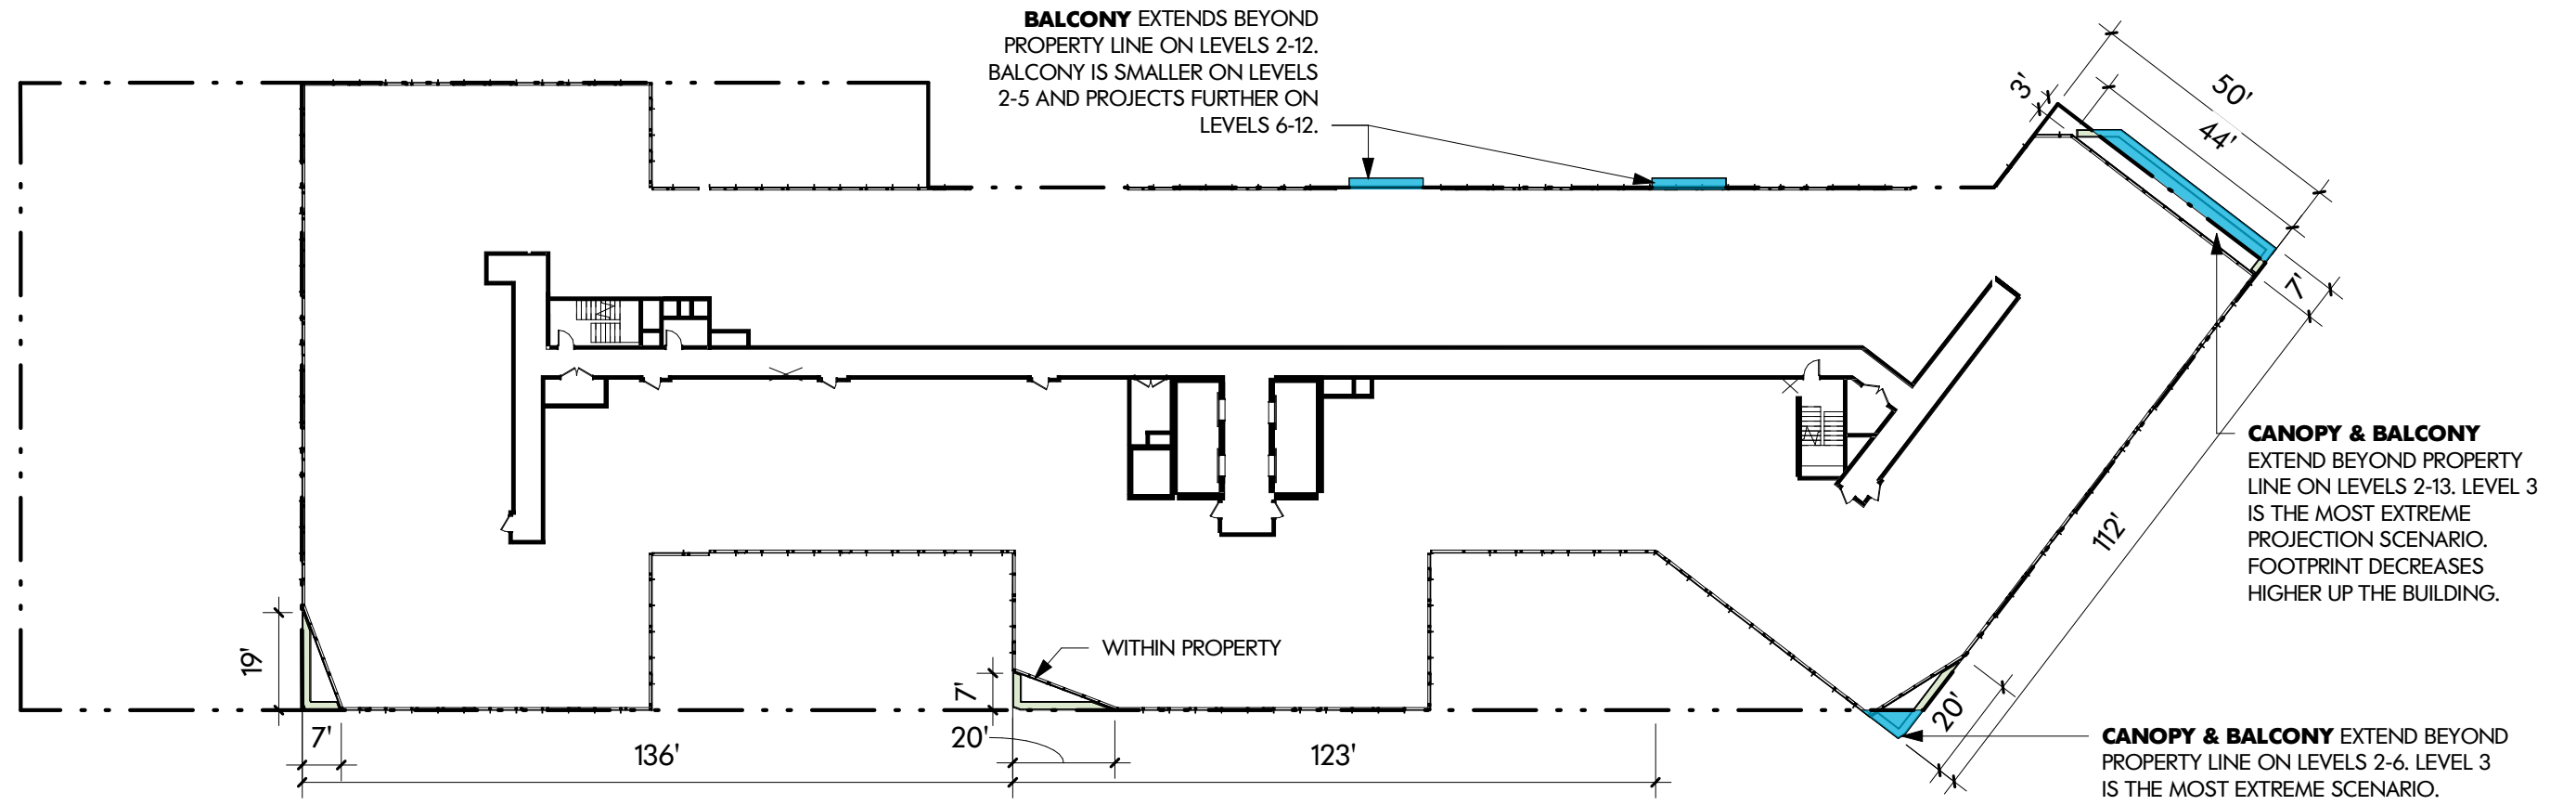 BALCONY EXTENDS BEYOND
PROPERTY LINE ON LEVELS 2-12.
BALCONY IS SMALLER ON LEVELS
2-5 AND PROJECTS FURTHER ON
LEVELS 6-12.
3'
50'
44'
7'
112'
CANOPY & BALCONY
EXTEND BEYOND PROPERTY
LINE ON LEVELS 2-13. LEVEL 3
IS THE MOST EXTREME
PROJECTION SCENARIO.
FOOTPRINT DECREASES
HIGHER UP THE BUILDING.
19'
7'
136'
WITHIN PROPERTY
7'
20'
123'
20'
CANOPY & BALCONY EXTEND BEYOND
PROPERTY LINE ON LEVELS 2-6. LEVEL 3
IS THE MOST EXTREME SCENARIO.